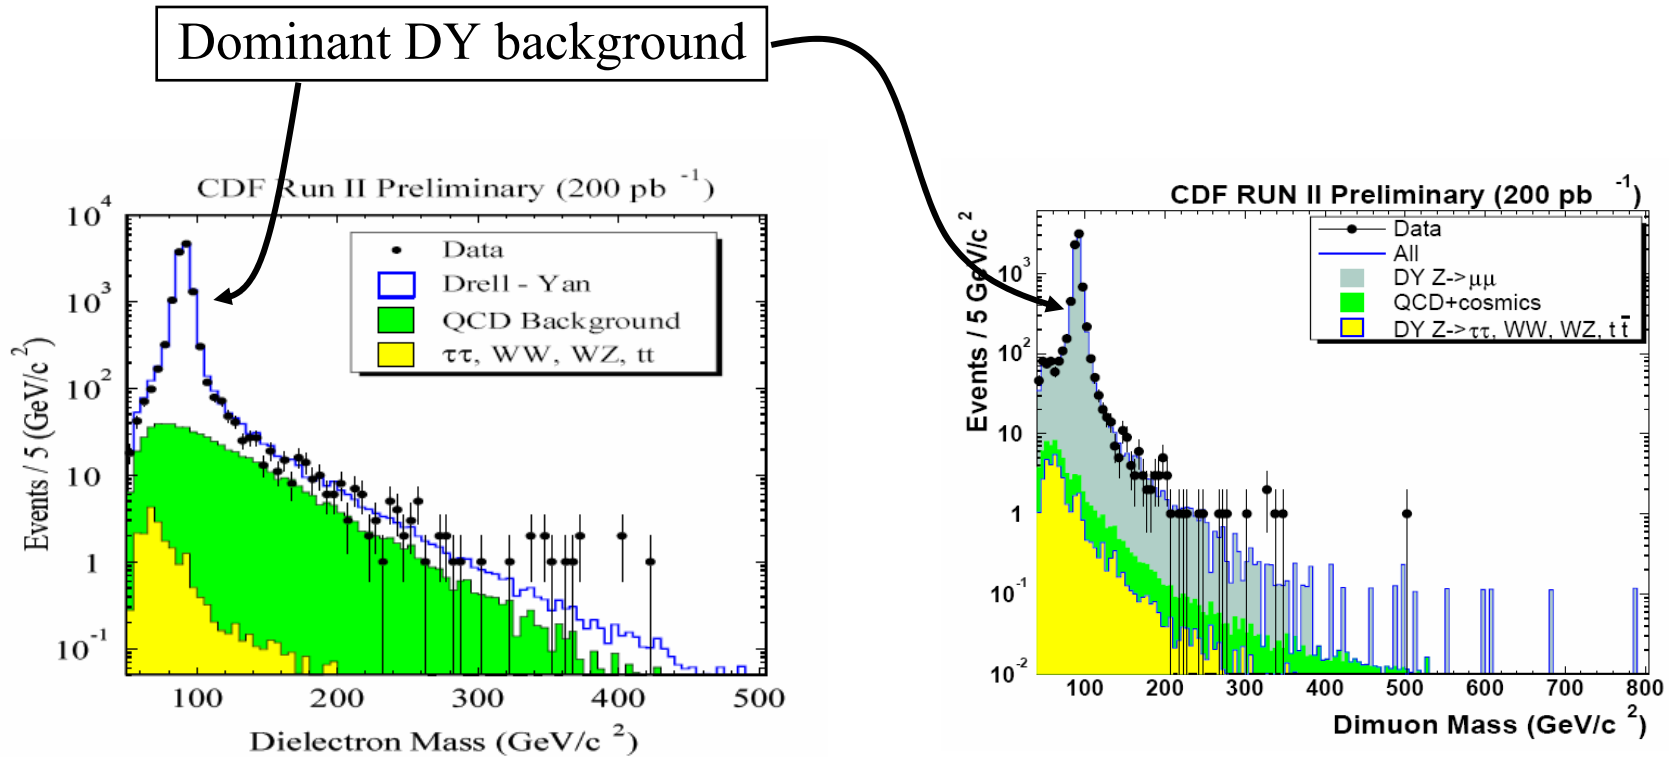 Dominant DY background
CDF Run II Preliminary (200 pb -1)
Events / 5 (GeV/c 2)
10 4
10 3
10 2
10
1
10 -1
Data
Drell - Yan
QCD Background
ττ, WW, WZ, tt
100 200 300 400 500
Dielectron Mass (GeV/c 2)
CDF RUN II Preliminary (200 pb -1)
Events / 5 GeV/c 2
10 3
10 2
10
1
10 -1
10 -2
Data
All
DY Z->μμ
QCD+cosmics
DY Z->ττ, WW, WZ, t t̄
100 200 300 400 500 600 700 800
Dimuon Mass (GeV/c 2)